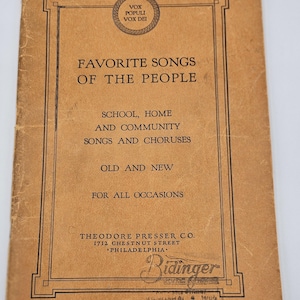 VOX
POPULI
VOX DEI
FAVORITE SONGS
OF THE PEOPLE
SCHOOL, HOME
AND COMMUNITY
SONGS AND CHORUSES
OLD AND NEW
FOR ALL OCCASIONS
THEODORE PRESSER CO.
1712 CHESTNUT STREET
"PHILADELPHIA"
Bidinger